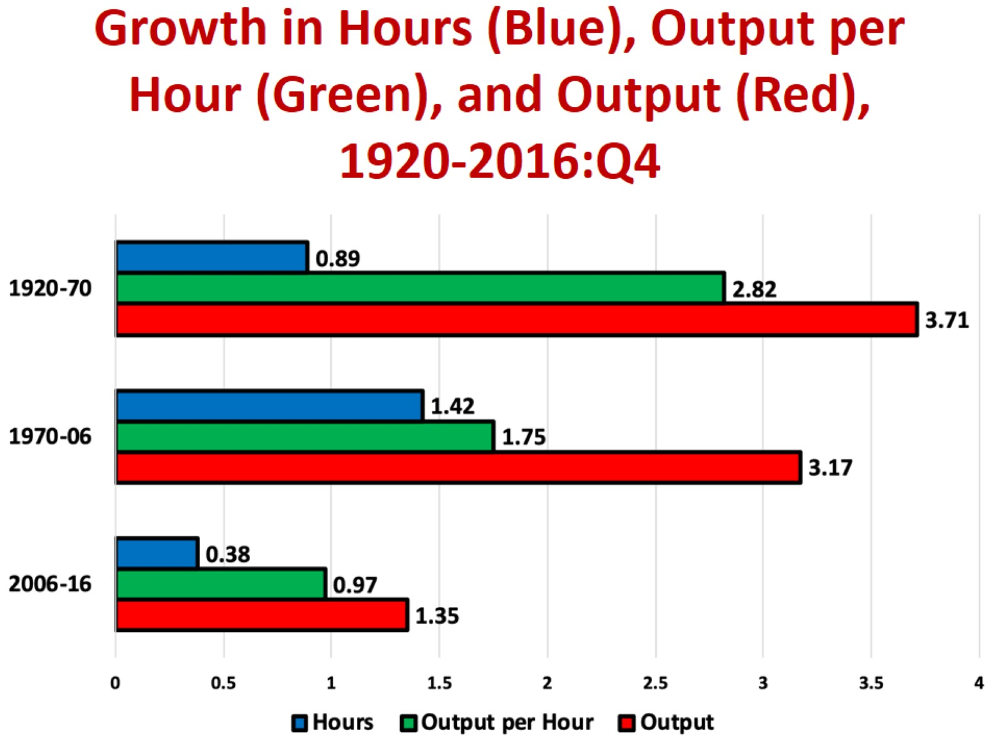 Growth in Hours (Blue), Output per
Hour (Green), and Output (Red),
1920-2016:Q4
1920-70
0.89
2.82
3.71
1970-06
1.42
1.75
3.17
2006-16
0.38
0.97
1.35
0 0.5 1 1.5 2 2.5 3 3.5 4
Hours Output per Hour Output